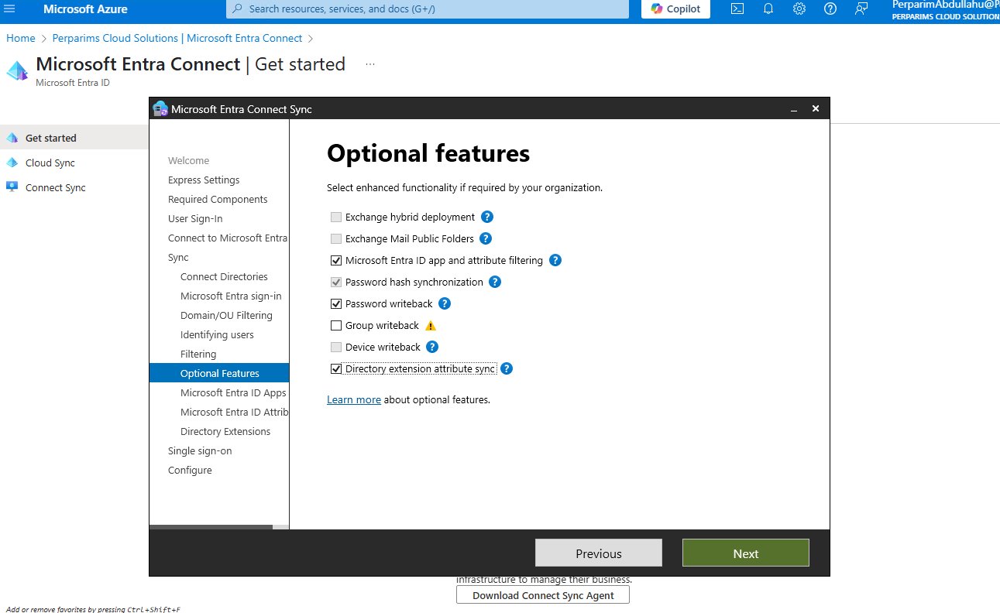 Microsoft Azure
Search resources, services, and docs (G+/)
Copilot
PerparimAbdullahu@P
PERPARIMS CLOUD SOLUTION
Home > Perparims Cloud Solutions | Microsoft Entra Connect >
Microsoft Entra Connect | Get started ...
Microsoft Entra ID
Get started
Cloud Sync
Connect Sync
Microsoft Entra Connect Sync
Welcome
Express Settings
Required Components
User Sign-In
Connect to Microsoft Entra
Sync
Connect Directories
Microsoft Entra sign-in
Domain/OU Filtering
Identifying users
Filtering
Optional Features
Microsoft Entra ID Apps
Microsoft Entra ID Attrib
Directory Extensions
Single sign-on
Configure
Optional features
Select enhanced functionality if required by your organization.
Exchange hybrid deployment ?
Exchange Mail Public Folders ?
Microsoft Entra ID app and attribute filtering ?
Password hash synchronization ?
Password writeback ?
Group writeback
Device writeback ?
Directory extension attribute sync ?
Learn more about optional features.
Previous
Next
infrastructure to manage their business.
Download Connect Sync Agent
Add or remove favorites by pressing Ctrl+Shift+F